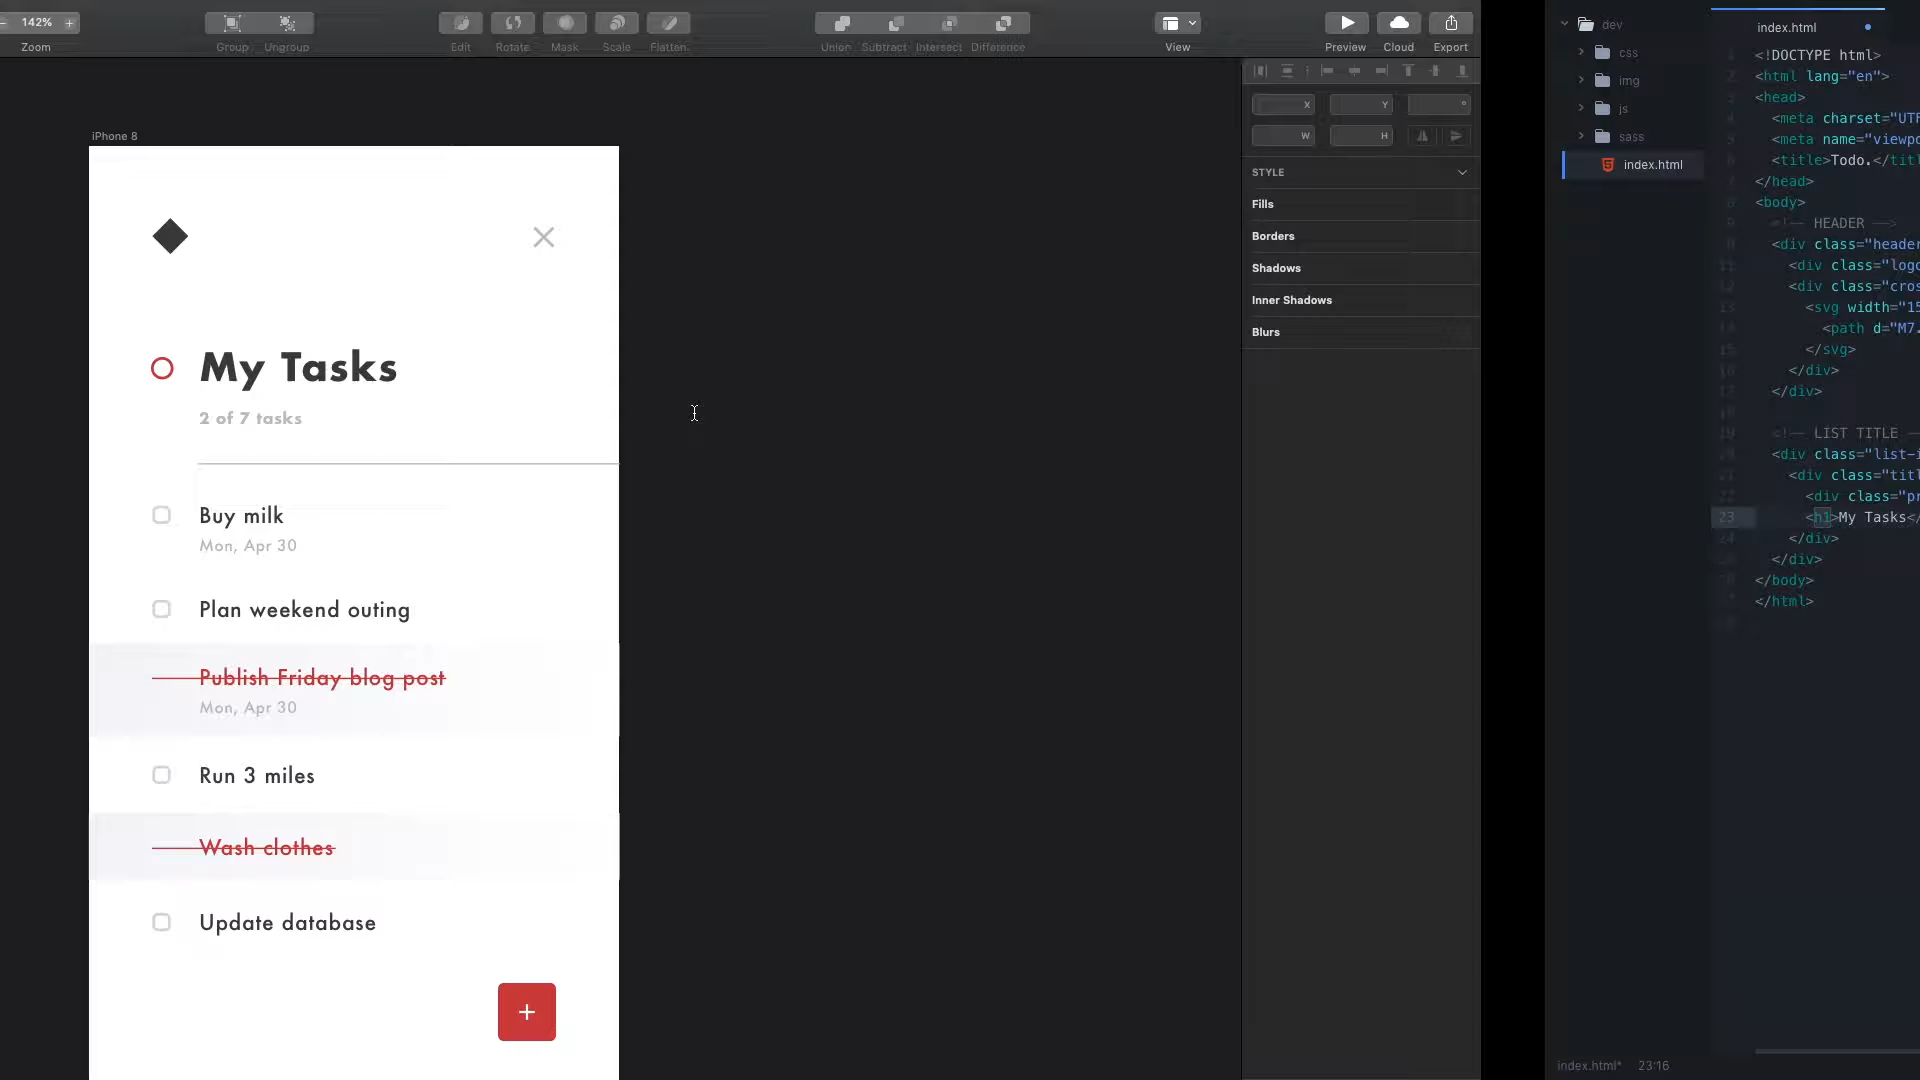 142%
Zoom
Group Ungroup
Edit Rotate Mask Scale Flatten
Union Subtract Intersect Difference
View
Preview Cloud Export
iPhone 8
My Tasks
2 of 7 tasks
Buy milk
Mon, Apr 30
Plan weekend outing
Publish Friday blog post
Mon, Apr 30
Run 3 miles
Wash clothes
Update database
+
X Y °
W H
STYLE
Fills
Borders
Shadows
Inner Shadows
Blurs
dev
css
img
js
sass
index.html
index.html
<!DOCTYPE html>
<html lang="en">
<head>
<meta charset="UTF
<meta name="viewpo
<title>Todo.</titl
</head>
<body>
<!-- HEADER -->
<div class="header
<div class="logo
<div class="cros
<svg width="15
<path d="M7.
</svg>
</div>
</div>
<!-- LIST TITLE --
<div class="list-i
<div class="titl
<div class="pr
23 <h1>My Tasks</
</div>
</div>
</body>
</html>
index.html* 23:16